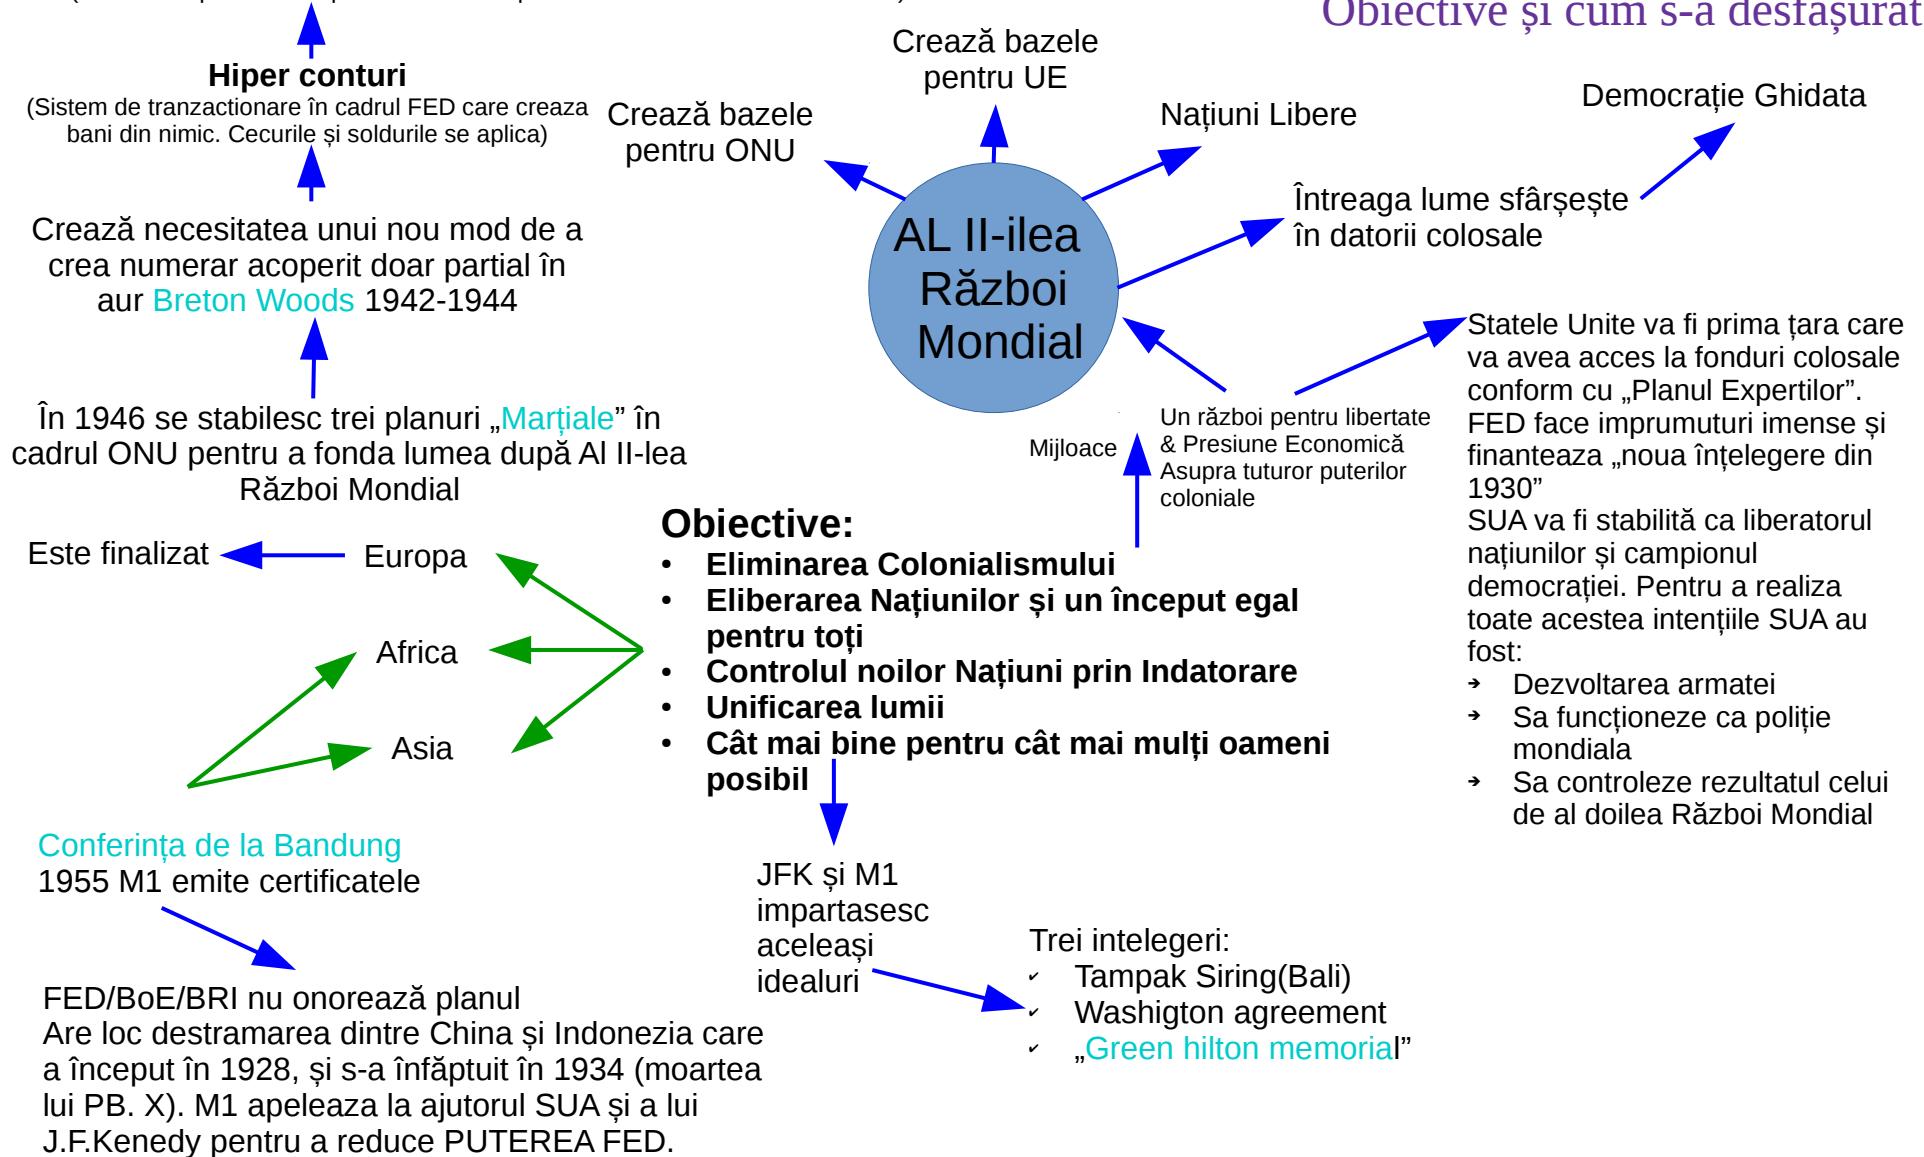 Obiective și cum s-a desfășurat
Hiper conturi
(Sistem de tranzactionare în cadrul FED care creaza
bani din nimic. Cecurile și soldurile se aplica)
Crează necesitatea unui nou mod de a
crea numerar acoperit doar partial în
aur Breton Woods 1942-1944
În 1946 se stabilesc trei planuri „Marțiale” în
cadrul ONU pentru a fonda lumea după Al II-lea
Război Mondial
Este finalizat
Europa
Africa
Asia
Conferința de la Bandung
1955 M1 emite certificatele
FED/BoE/BRI nu onorează planul
Are loc destramarea dintre China și Indonezia care
a început în 1928, și s-a înfăptuit în 1934 (moartea
lui PB. X). M1 apeleaza la ajutorul SUA și a lui
J.F.Kenedy pentru a reduce PUTEREA FED.
Crează bazele
pentru ONU
Crează bazele
pentru UE
Națiuni Libere
Democrație Ghidata
Întreaga lume sfârșește
în datorii colosale
AL II-ilea
Război
Mondial
Mijloace
Un război pentru libertate
& Presiune Economică
Asupra tuturor puterilor
coloniale
Statele Unite va fi prima țara care
va avea acces la fonduri colosale
conform cu „Planul Expertilor”.
FED face imprumuturi imense și
finanteaza „noua înțelegere din
1930”
SUA va fi stabilită ca liberatorul
națiunilor și campionul
democrației. Pentru a realiza
toate acestea intențiile SUA au
fost:
➔ Dezvoltarea armatei
➔ Sa funcționeze ca poliție
mondiala
➔ Sa controleze rezultatul celui
de al doilea Război Mondial
Obiective:
• Eliminarea Colonialismului
• Eliberarea Națiunilor și un început egal
pentru toți
• Controlul noilor Națiuni prin Indatorare
• Unificarea lumii
• Cât mai bine pentru cât mai mulți oameni
posibil
JFK și M1
impartasesc
aceleași
idealuri
Trei intelegeri:
✓ Tampak Siring(Bali)
✓ Washigton agreement
✓ „Green hilton memorial”